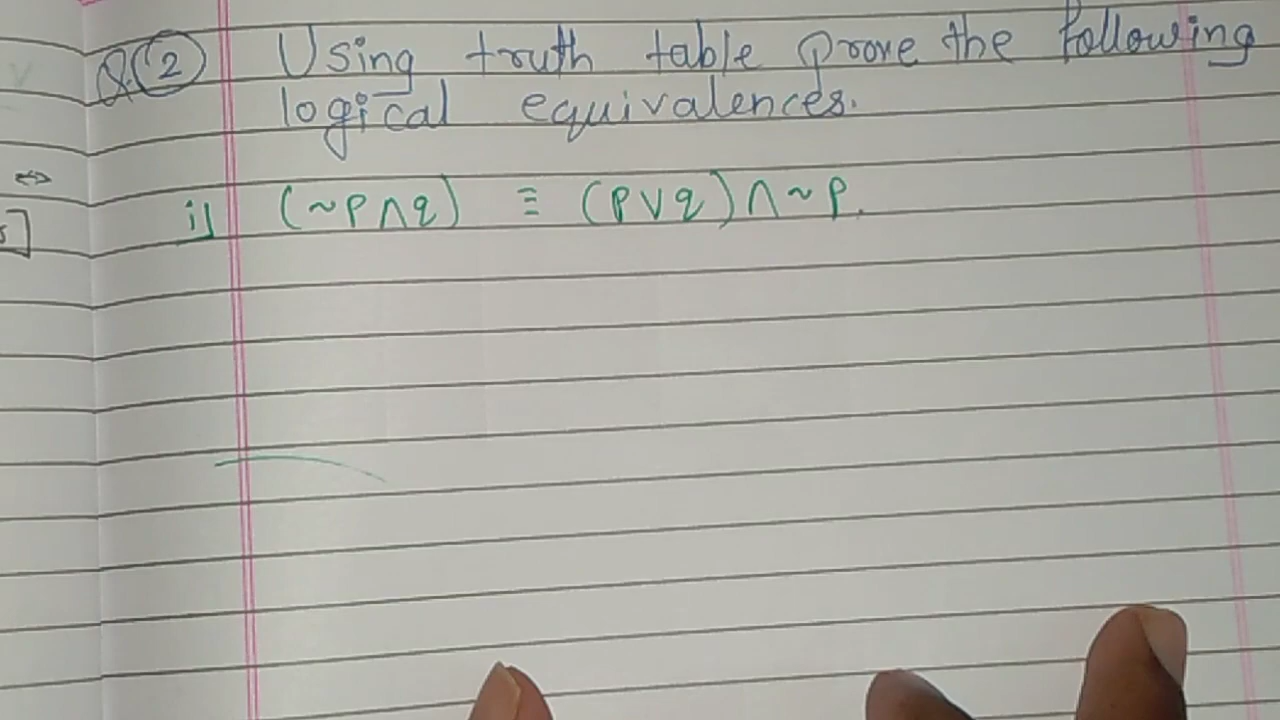 Q.(2) Using truth table prove the following
logical equivalences.
↔
i] (~p∧q) ≡ (p∨q)∧~p.